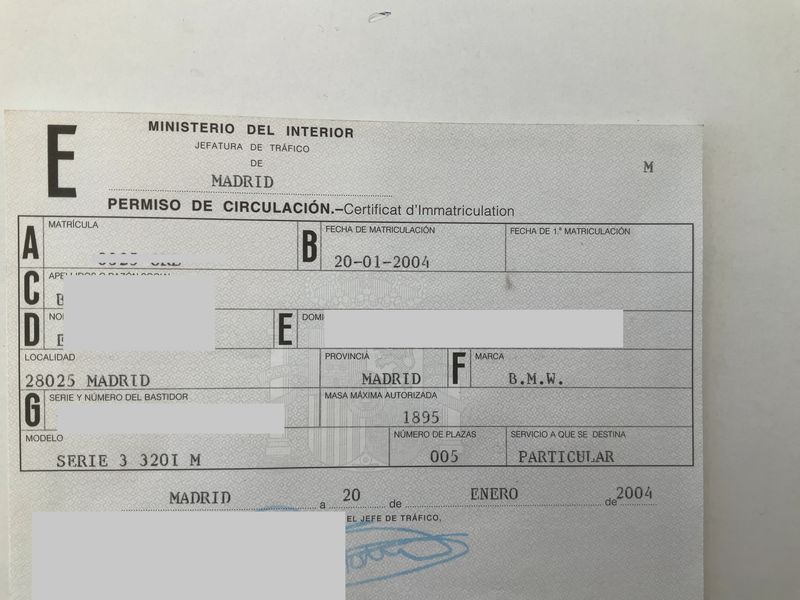 E
MINISTERIO DEL INTERIOR
JEFATURA DE TRÁFICO
DE
MADRID
M
PERMISO DE CIRCULACIÓN.–Certificat d'Immatriculation
A MATRÍCULA
B FECHA DE MATRICULACIÓN
20-01-2004
FECHA DE 1.ª MATRICULACIÓN
C APELLIDOS O RAZÓN SOCIAL
D
E
LOCALIDAD
28025 MADRID
PROVINCIA
MADRID
F MARCA
B.M.W.
G SERIE Y NÚMERO DEL BASTIDOR
MASA MÁXIMA AUTORIZADA
1895
MODELO
SERIE 3 320I M
NÚMERO DE PLAZAS
005
SERVICIO A QUE SE DESTINA
PARTICULAR
MADRID a 20 de ENERO de 2004
EL JEFE DE TRÁFICO,